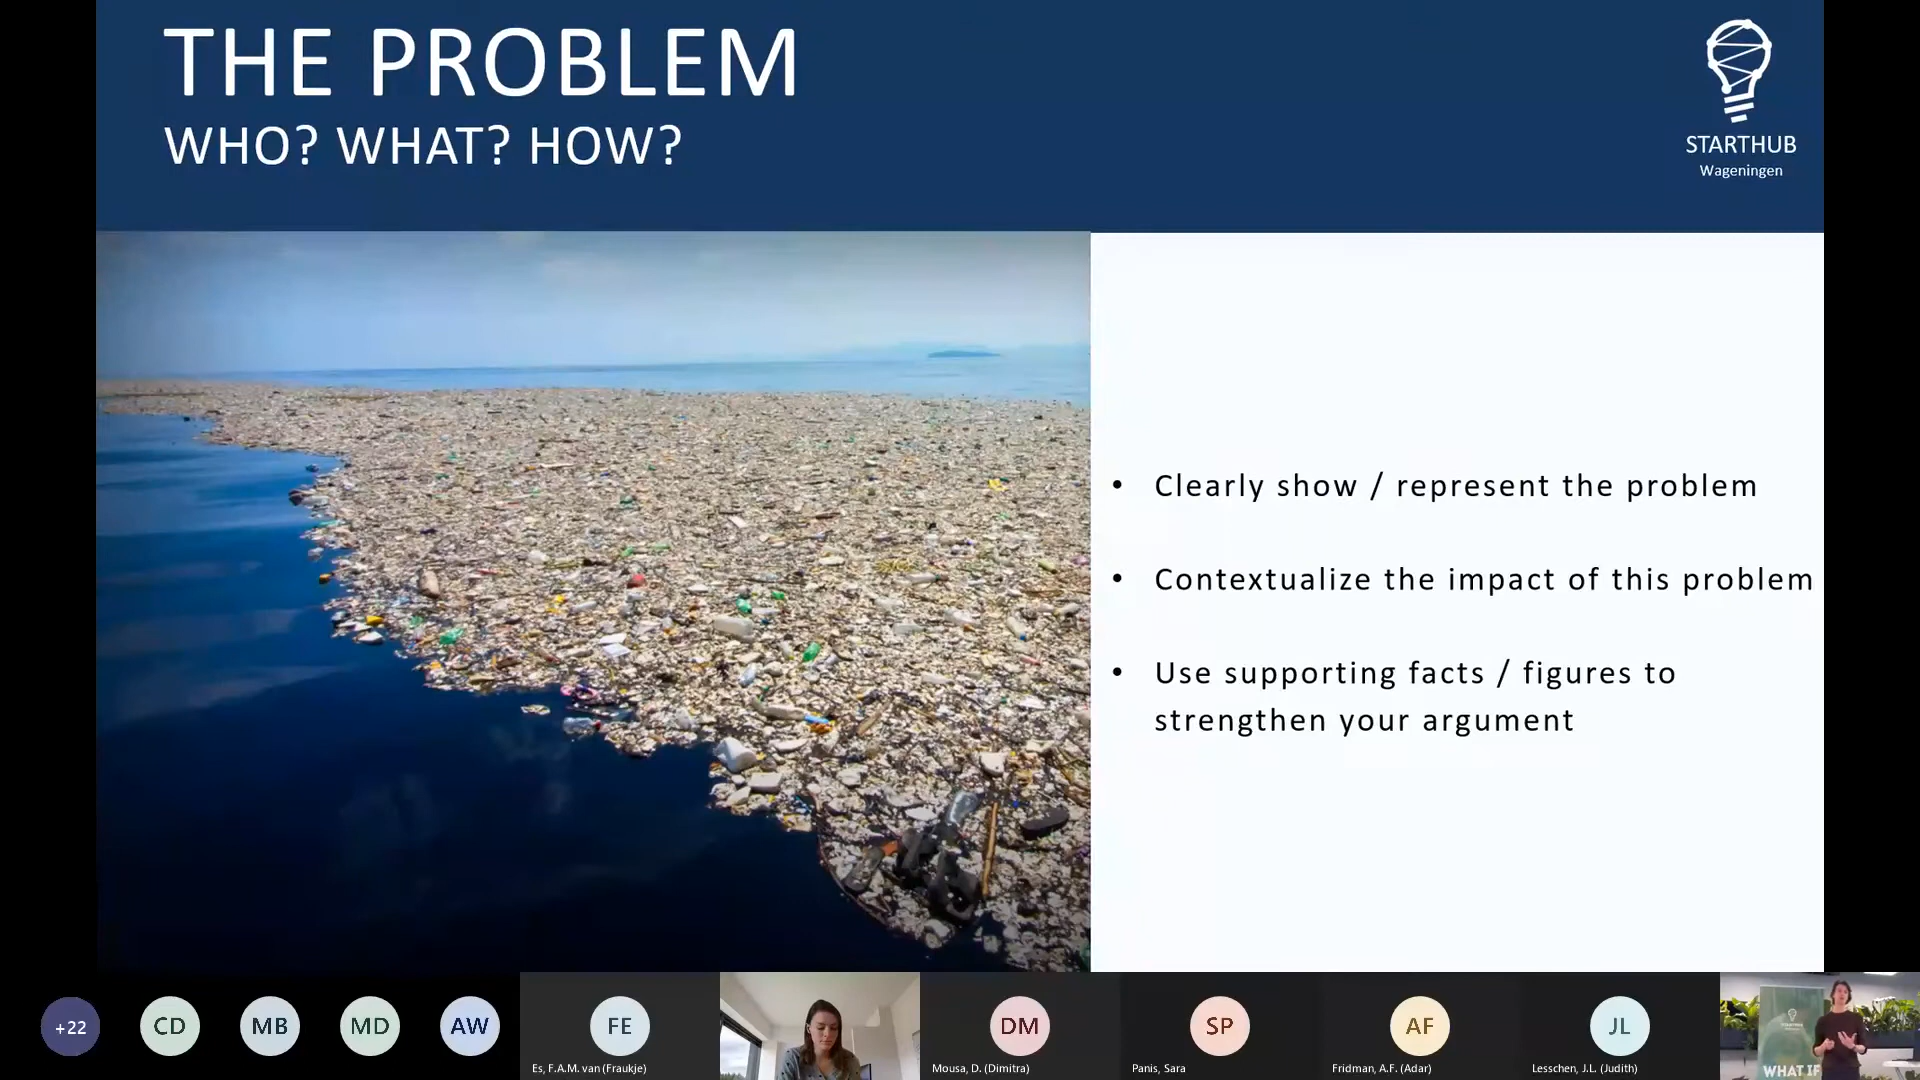 THE PROBLEM
WHO? WHAT? HOW?
STARTHUB
Wageningen
• Clearly show / represent the problem
• Contextualize the impact of this problem
• Use supporting facts / figures to
strengthen your argument
+22
CD
MB
MD
AW
FE
Es, F.A.M. van (Fraukje)
DM
Mousa, D. (Dimitra)
SP
Panis, Sara
AF
Fridman, A.F. (Adar)
JL
Lesschen, J.L. (Judith)
STARTHUB
WHAT IF